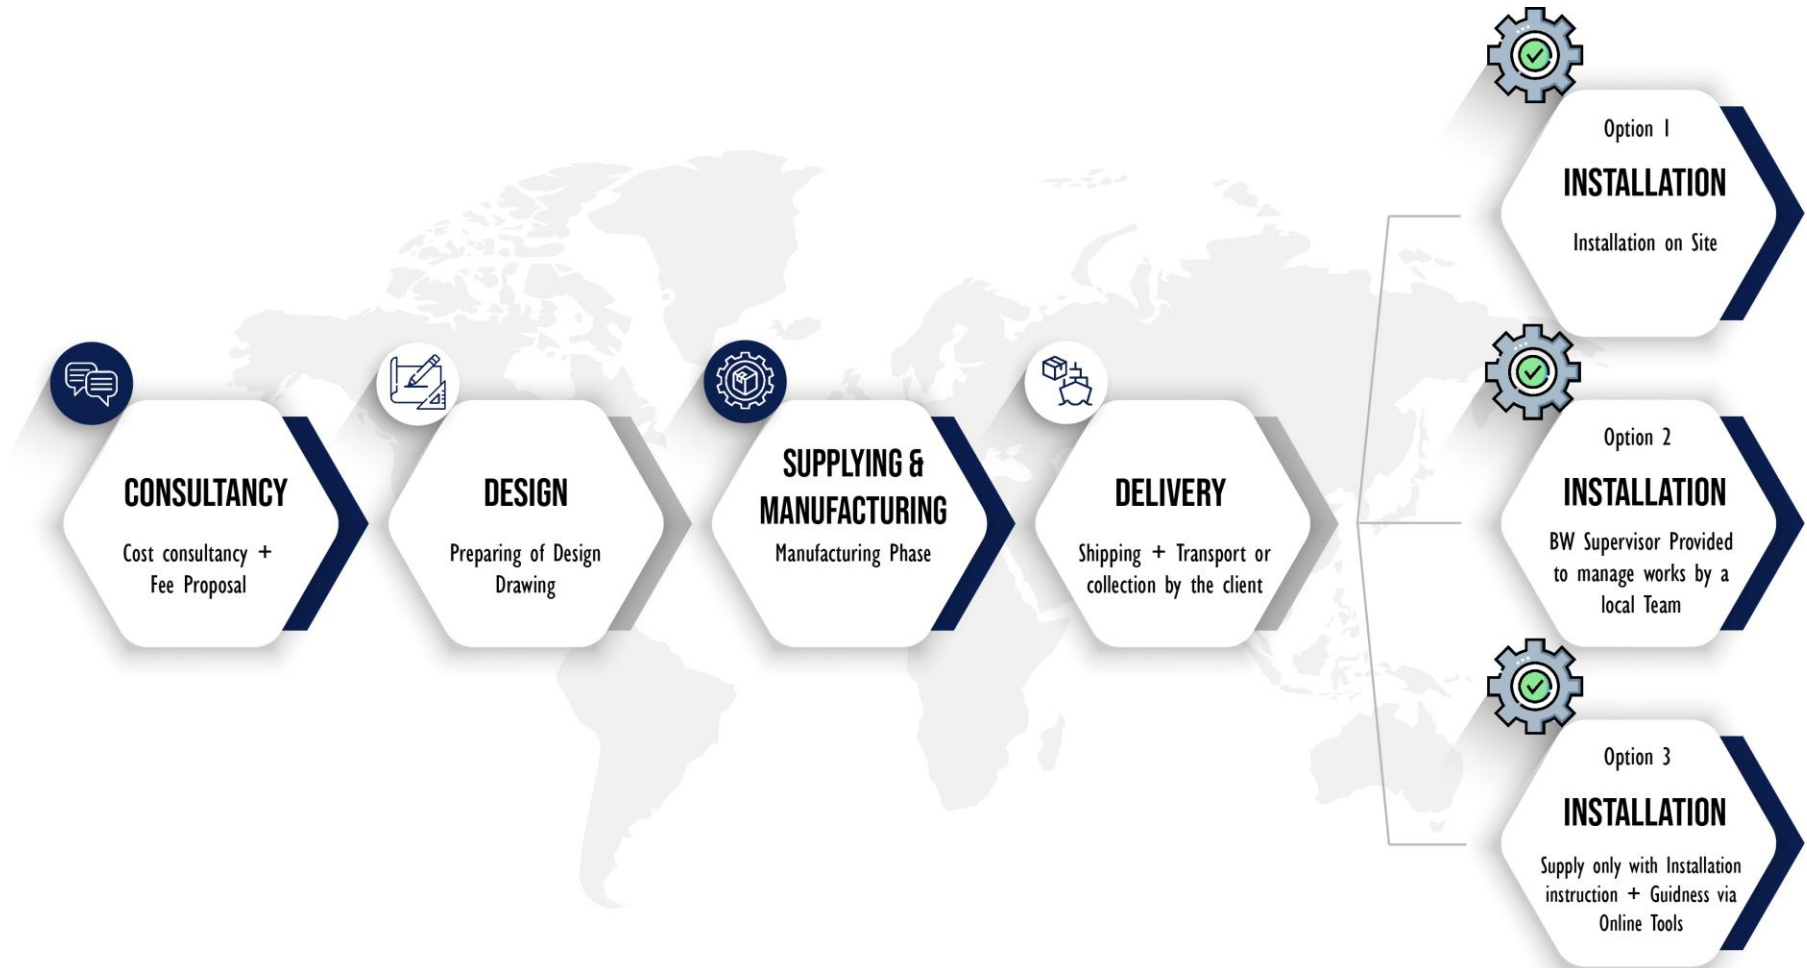 CONSULTANCY
Cost consultancy +
Fee Proposal
DESIGN
Preparing of Design
Drawing
SUPPLYING &
MANUFACTURING
Manufacturing Phase
DELIVERY
Shipping + Transport or
collection by the client
Option 1
INSTALLATION
Installation on Site
Option 2
INSTALLATION
BW Supervisor Provided
to manage works by a
local Team
Option 3
INSTALLATION
Supply only with Installation
instruction + Guidness via
Online Tools